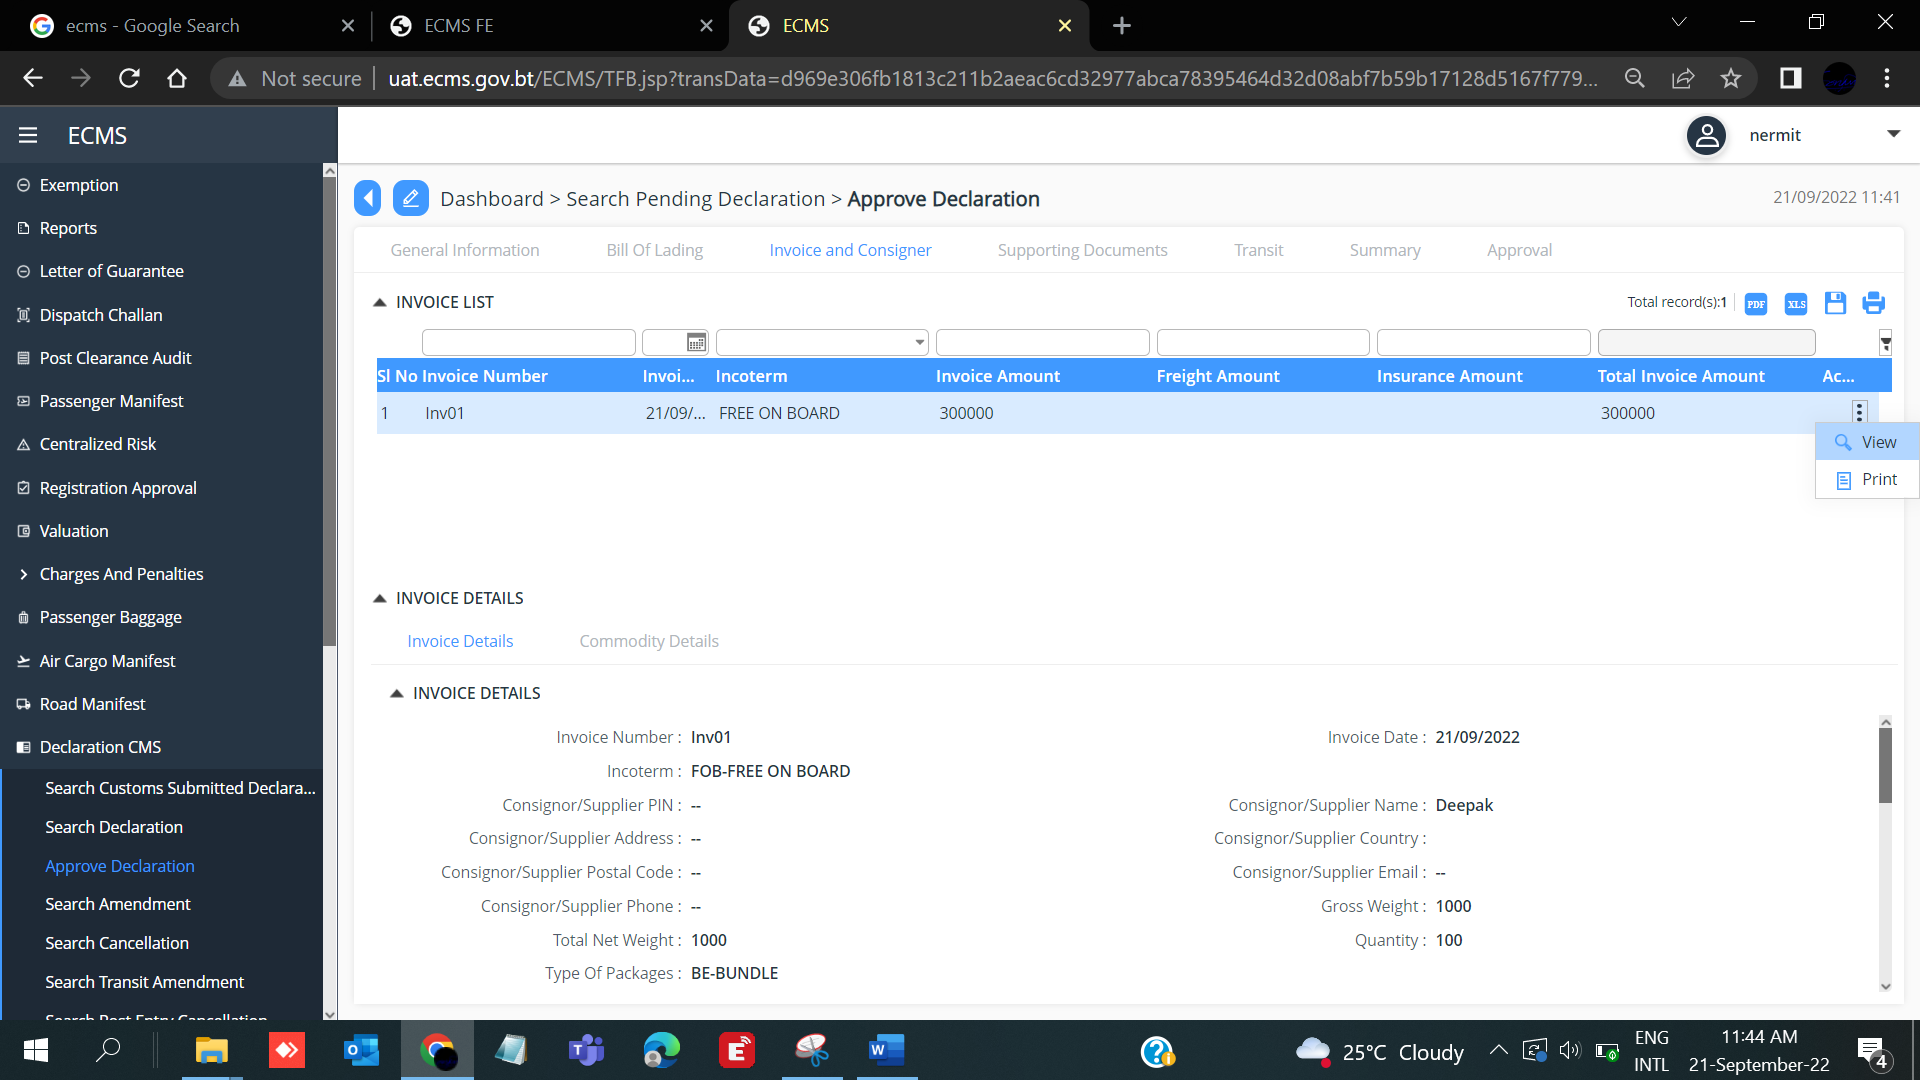 ecms - Google Search
ECMS FE
ECMS
Not secure
uat.ecms.gov.bt/ECMS/TFB.jsp?transData=d969e306fb1813c211b2aeac6cd32977abca78395464d32d08abf7b59b17128d5167f779...
ECMS
nermit
Exemption
Reports
Letter of Guarantee
Dispatch Challan
Post Clearance Audit
Passenger Manifest
Centralized Risk
Registration Approval
Valuation
Charges And Penalties
Passenger Baggage
Air Cargo Manifest
Road Manifest
Declaration CMS
Search Customs Submitted Declara...
Search Declaration
Approve Declaration
Search Amendment
Search Cancellation
Search Transit Amendment
Search Post Entry Cancellation
Dashboard > Search Pending Declaration > Approve Declaration
21/09/2022 11:41
General Information Bill Of Lading Invoice and Consigner Supporting Documents Transit Summary Approval
INVOICE LIST
Total record(s):1
PDF XLS
Sl No Invoice Number Invoi... Incoterm Invoice Amount Freight Amount Insurance Amount Total Invoice Amount Ac...
1 Inv01 21/09/... FREE ON BOARD 300000 300000
View
Print
INVOICE DETAILS
Invoice Details Commodity Details
INVOICE DETAILS
Invoice Number : Inv01 Invoice Date : 21/09/2022
Incoterm : FOB-FREE ON BOARD
Consignor/Supplier PIN : -- Consignor/Supplier Name : Deepak
Consignor/Supplier Address : -- Consignor/Supplier Country :
Consignor/Supplier Postal Code : -- Consignor/Supplier Email : --
Consignor/Supplier Phone : -- Gross Weight : 1000
Total Net Weight : 1000 Quantity : 100
Type Of Packages : BE-BUNDLE
25°C Cloudy
ENG
INTL
11:44 AM
21-September-22
4